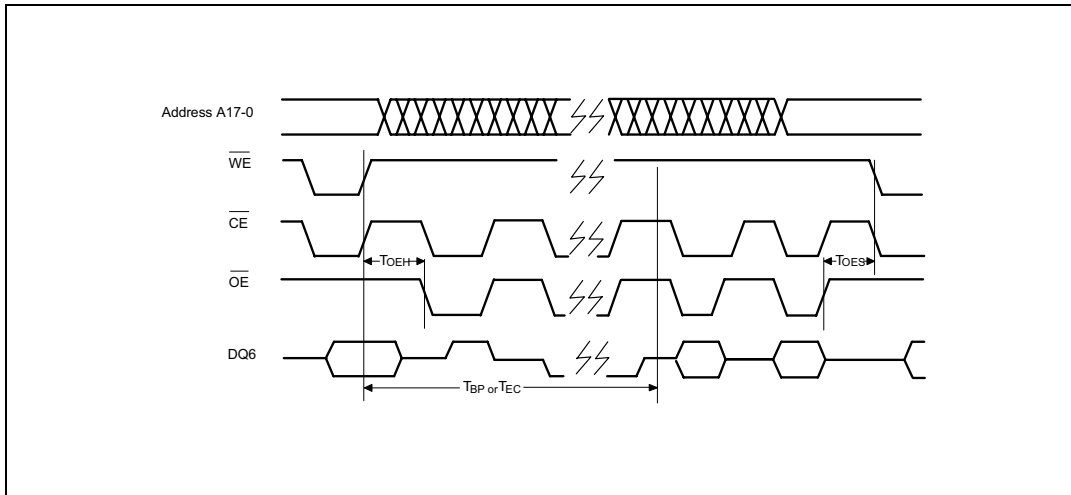 Address A17-0
WE
CE
TOEH
TOES
OE
DQ6
TBP or TEC